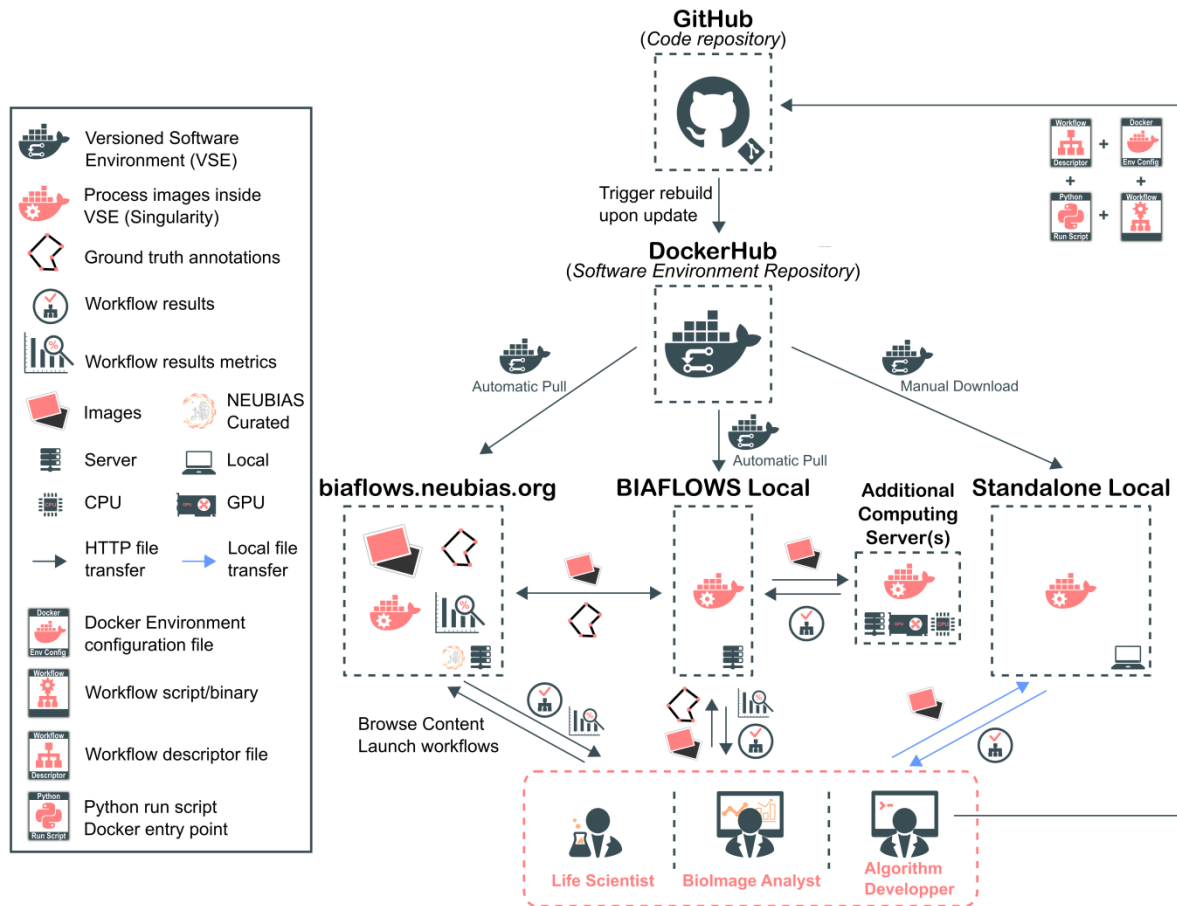 GitHub
(Code repository)
Trigger rebuild
upon update
Workflow
Descriptor
+
Docker
Env Config
+
+
Python
Run Script
+
Workflow
DockerHub
(Software Environment Repository)
Automatic Pull
Manual Download
Automatic Pull
Versioned Software
Environment (VSE)
Process images inside
VSE (Singularity)
Ground truth annotations
Workflow results
%
Workflow results metrics
Images
NEUBIAS
Curated
Server
Local
CPU
CPU
GPU
GPU
HTTP file
transfer
Local file
transfer
Docker
Env Config
Docker Environment
configuration file
Workflow
Workflow script/binary
Workflow
Descriptor
Workflow descriptor file
Python
Run Script
Python run script
Docker entry point
biaflows.neubias.org
BIAFLOWS Local
Additional
Computing
Server(s)
Standalone Local
%
GPU
CPU
Browse Content
Launch workflows
%
%
Life Scientist
BioImage Analyst
Algorithm
Developper